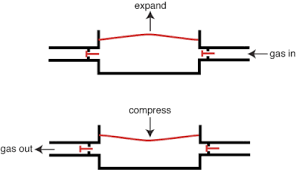 expand
gas in
compress
gas out